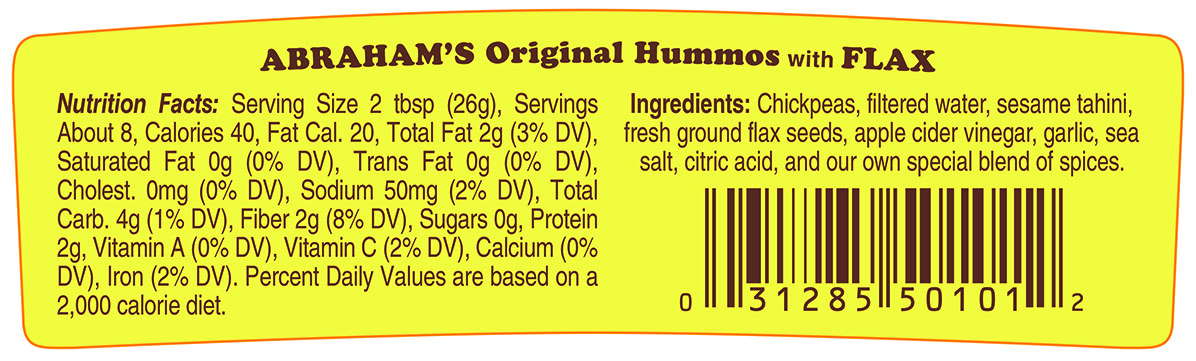 ABRAHAM'S Original Hummos with FLAX
Nutrition Facts: Serving Size 2 tbsp (26g), Servings
About 8, Calories 40, Fat Cal. 20, Total Fat 2g (3% DV),
Saturated Fat 0g (0% DV), Trans Fat 0g (0% DV),
Cholest. 0mg (0% DV), Sodium 50mg (2% DV), Total
Carb. 4g (1% DV), Fiber 2g (8% DV), Sugars 0g, Protein
2g, Vitamin A (0% DV), Vitamin C (2% DV), Calcium (0%
DV), Iron (2% DV). Percent Daily Values are based on a
2,000 calorie diet.
Ingredients: Chickpeas, filtered water, sesame tahini,
fresh ground flax seeds, apple cider vinegar, garlic, sea
salt, citric acid, and our own special blend of spices.
0 31285 50101 2